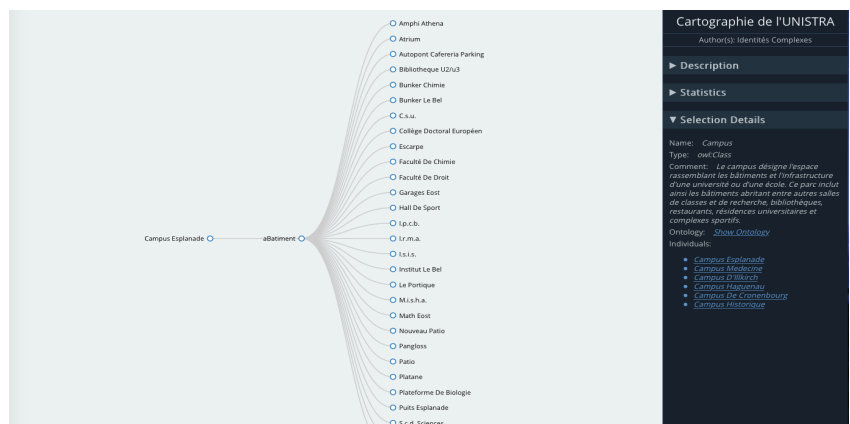 Campus Esplanade
aBatiment
Amphi Athena
Atrium
Autopont Cafereria Parking
Bibliotheque U2/u3
Bunker Chimie
Bunker Le Bel
C.s.u.
Collège Doctoral Européen
Escarpe
Faculté De Chimie
Faculté De Droit
Garages Eost
Hall De Sport
I.p.c.b.
I.r.m.a.
I.s.i.s.
Institut Le Bel
Le Portique
M.i.s.h.a.
Math Eost
Nouveau Patio
Pangloss
Patio
Platane
Plateforme De Biologie
Puits Esplanade
S.c.d. Sciences
Cartographie de l'UNISTRA
Author(s): Identités Complexes
▶ Description
▶ Statistics
▼ Selection Details
Name: Campus
Type: owl:Class
Comment: Le campus désigne l'espace
rassemblant les bâtiments et l'infrastructure
d'une université ou d'une école. Ce parc inclut
ainsi les bâtiments abritant entre autres salles
de classes et de recherche, bibliothèques,
restaurants, résidences universitaires et
complexes sportifs.
Ontology: Show Ontology
Individuals:
Campus Esplanade
Campus Medecine
Campus D'Illkirch
Campus Haguenau
Campus De Cronenbourg
Campus Historique